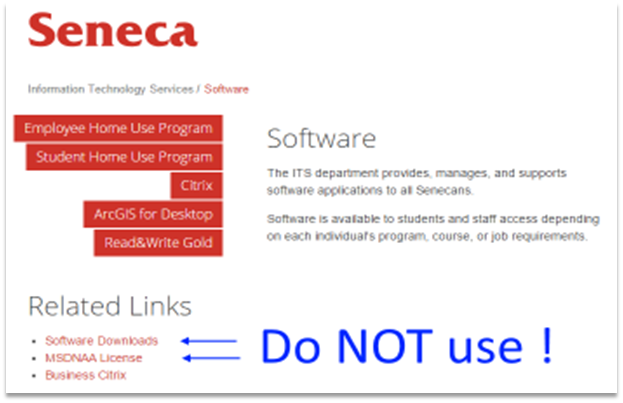 Seneca
Information Technology Services / Software
Employee Home Use Program
Student Home Use Program
Citrix
ArcGIS for Desktop
Read&Write Gold
Software
The ITS department provides, manages, and supports
software applications to all Senecans.
Software is available to students and staff access depending
on each individual's program, course, or job requirements.
Related Links
• Software Downloads
• MSDNAA License
• Business Citrix
Do NOT use !